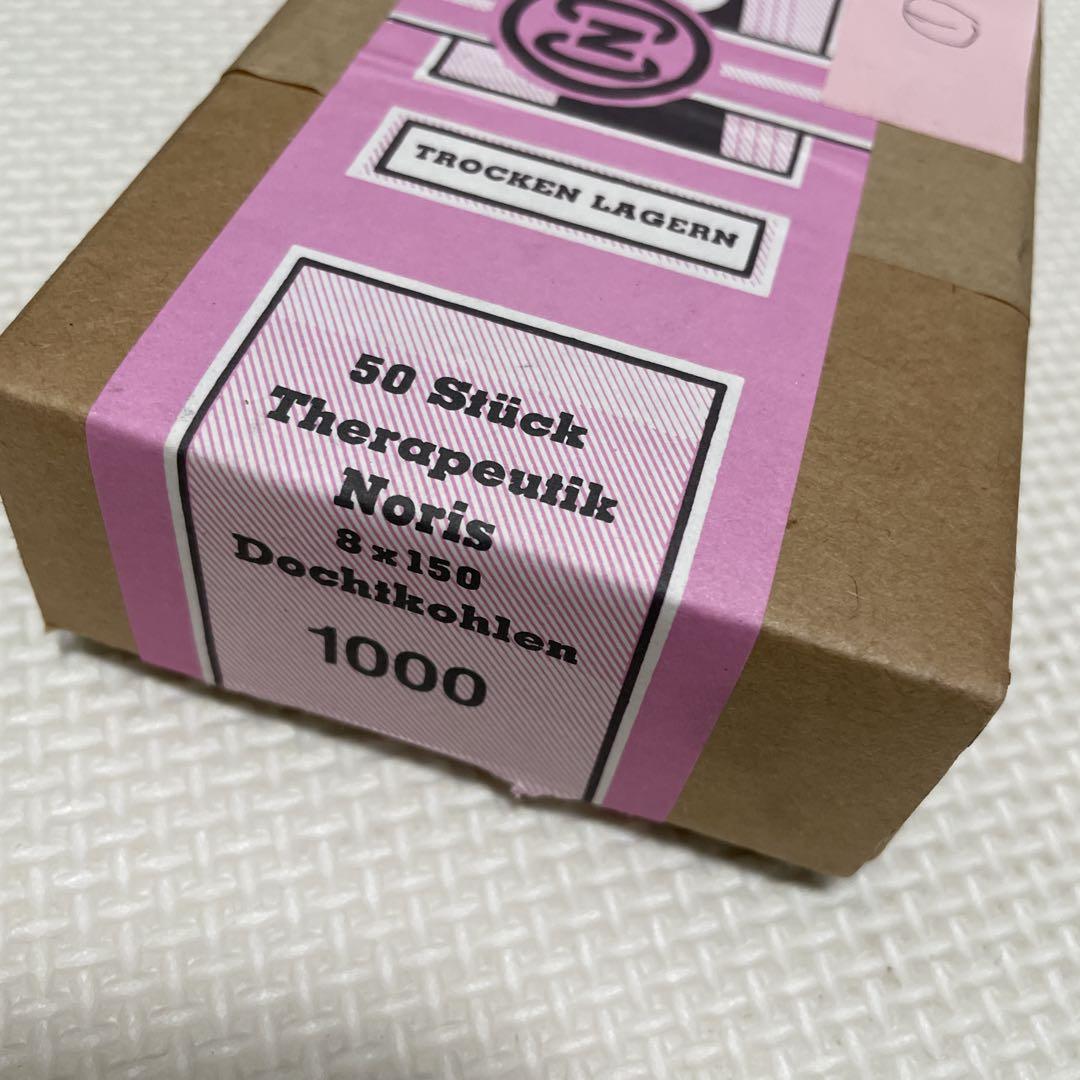 N
TROCKEN LAGERN
50 Stück
Therapeutik
Noris
8 x 150
Dochtkohlen
1000